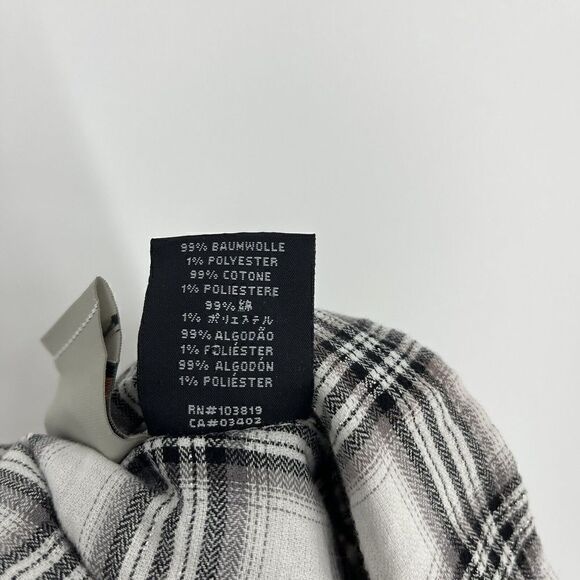 99% BAUMWOLLE
1% POLYESTER
99% COTONE
1% POLIESTERE
99% 綿
1% ポリエステル
99% ALGODÃO
1% POLIÉSTER
99% ALGODÓN
1% POLIÉSTER
RN#103819
CA#03402